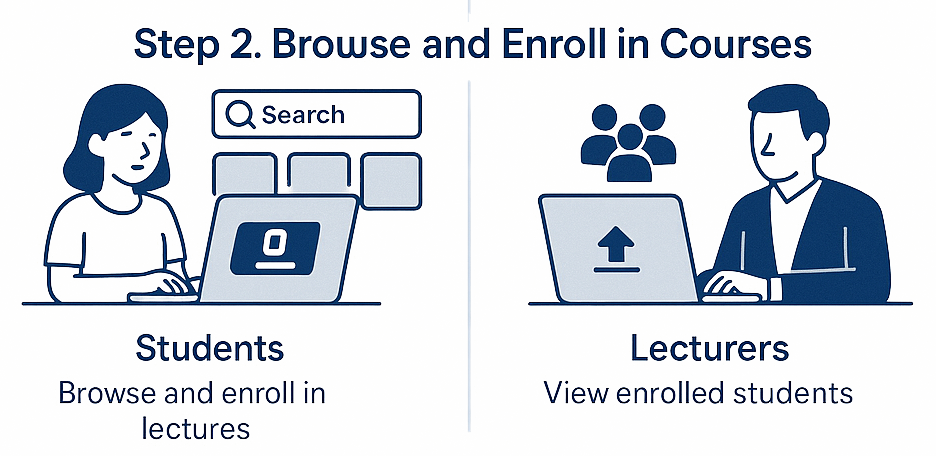 Step 2. Browse and Enroll in Courses
Search
Students
Browse and enroll in
lectures
Lecturers
View enrolled students